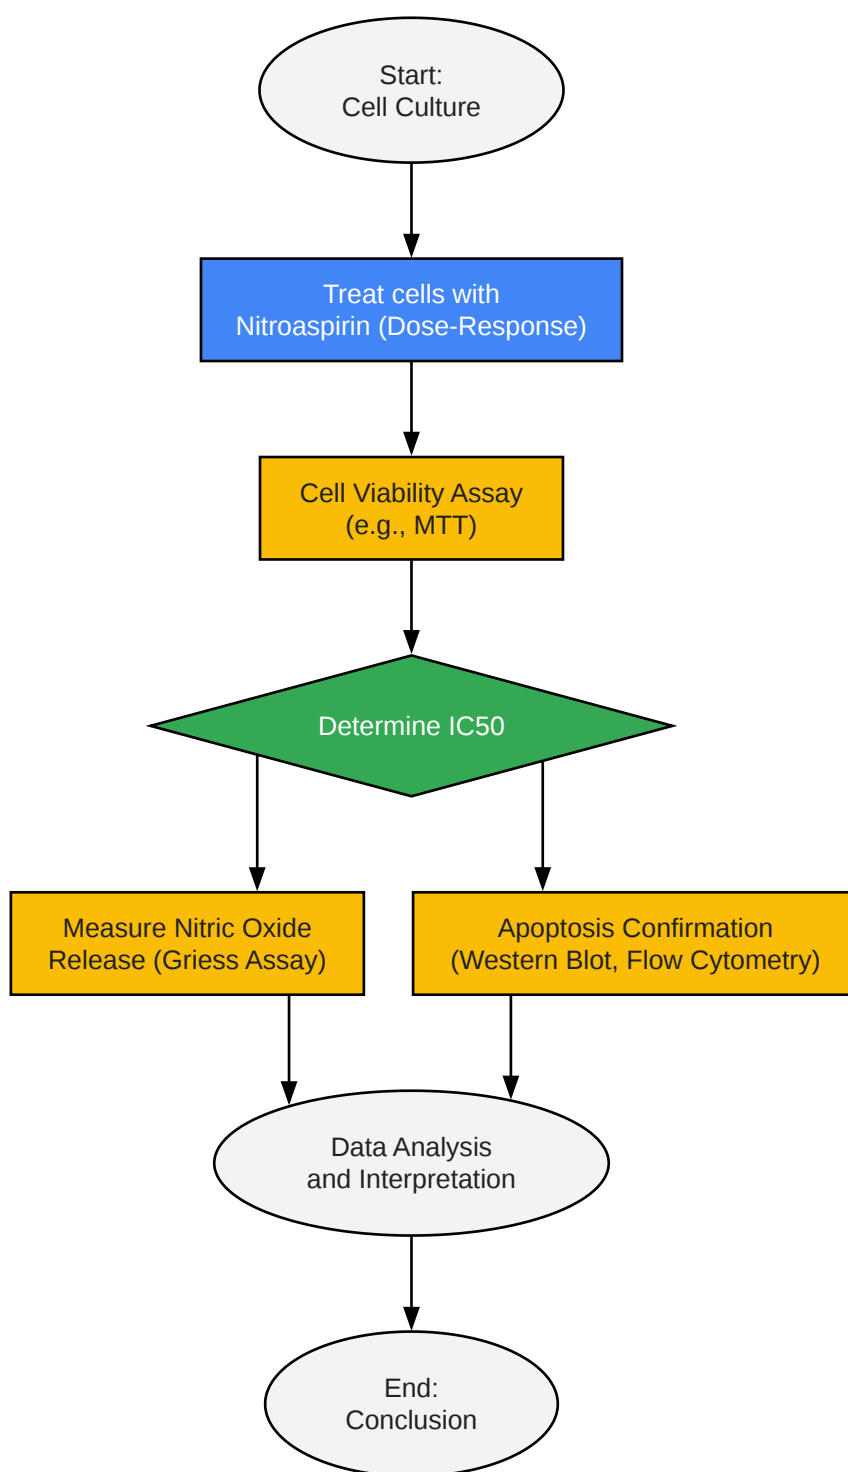 Start:
Cell Culture
Treat cells with
Nitroaspirin (Dose-Response)
Cell Viability Assay
(e.g., MTT)
Determine IC50
Measure Nitric Oxide
Release (Griess Assay)
Apoptosis Confirmation
(Western Blot, Flow Cytometry)
Data Analysis
and Interpretation
End:
Conclusion